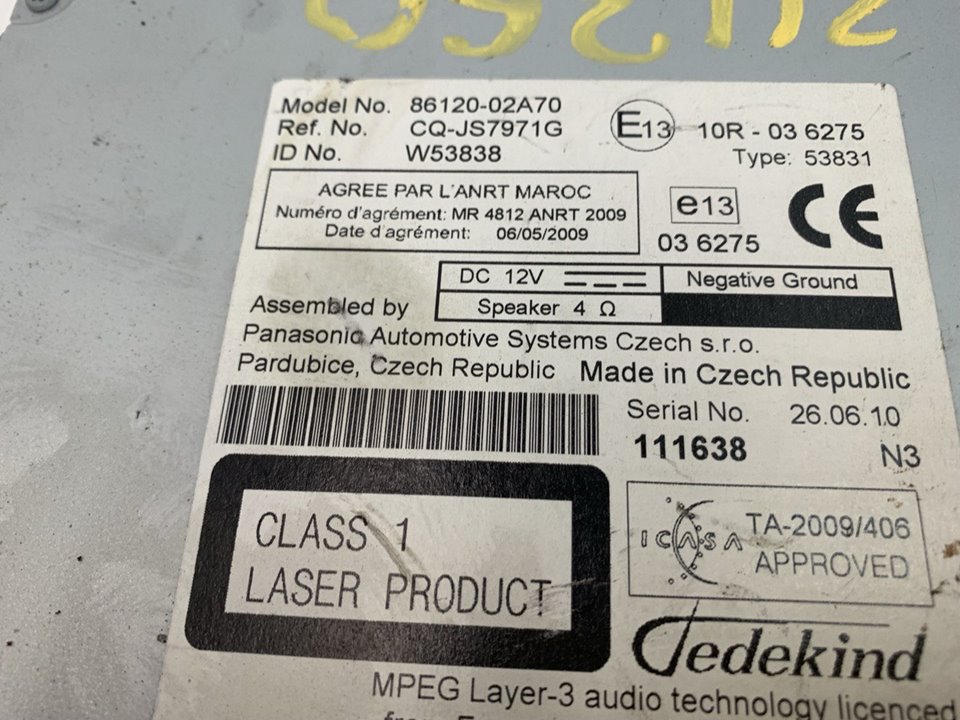 Model No. 86120-02A70
Ref. No. CQ-JS7971G
ID No. W53838
E13 10R - 03 6275
Type: 53831
AGREE PAR L'ANRT MAROC
Numéro d'agrément: MR 4812 ANRT 2009
Date d'agrément: 06/05/2009
e13
03 6275
CE
DC 12V
Negative Ground
Speaker 4 Ω
Assembled by
Panasonic Automotive Systems Czech s.r.o.
Pardubice, Czech Republic Made in Czech Republic
Serial No. 26.06.10
111638 N3
CLASS 1
LASER PRODUCT
ICASA TA-2009/406
APPROVED
Jedekind
MPEG Layer-3 audio technology licenced